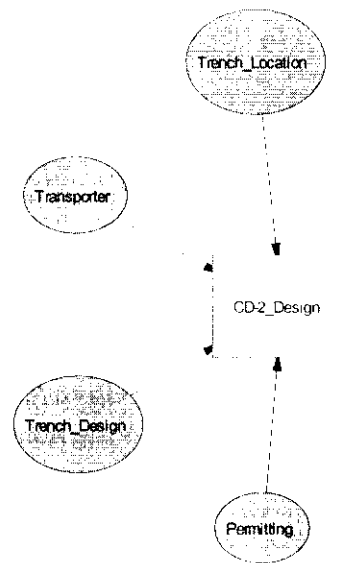 Trench_Location
Transporter
CD-2_Design
Trench_Design
Permitting